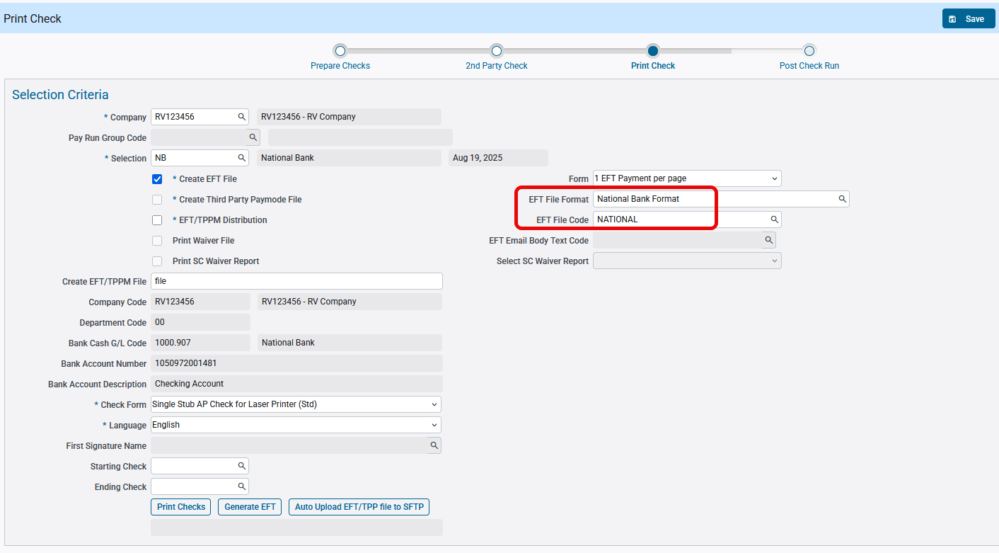 Print Check
Save
Prepare Checks
2nd Party Check
Print Check
Post Check Run
Selection Criteria
* Company RV123456 RV123456 - RV Company
Pay Run Group Code
* Selection NB National Bank Aug 19, 2025
* Create EFT File Form 1 EFT Payment per page
* Create Third Party Paymode File EFT File Format National Bank Format
* EFT/TPPM Distribution EFT File Code NATIONAL
Print Waiver File EFT Email Body Text Code
Print SC Waiver Report Select SC Waiver Report
Create EFT/TPPM File file
Company Code RV123456 RV123456 - RV Company
Department Code 00
Bank Cash G/L Code 1000.907 National Bank
Bank Account Number 1050972001481
Bank Account Description Checking Account
* Check Form Single Stub AP Check for Laser Printer (Std)
* Language English
First Signature Name
Starting Check
Ending Check
Print Checks Generate EFT Auto Upload EFT/TPP file to SFTP